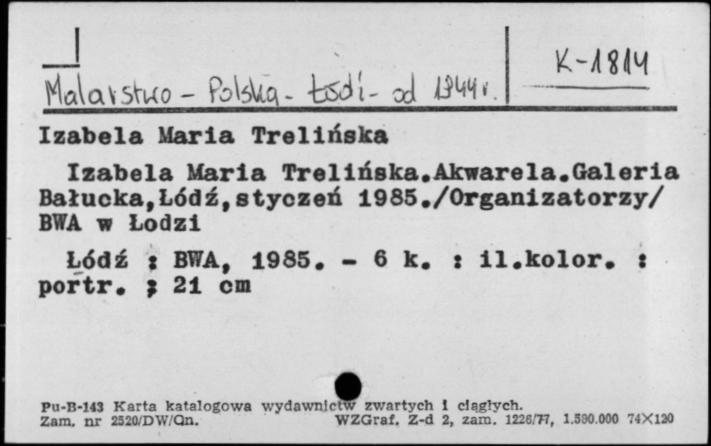 K-1814
Malarstwo - Polska - Łódź - od 1944 r.
Izabela Maria Trelińska
Izabela Maria Trelińska.Akwarela.Galeria
Bałucka,Łódź,styczeń 1985./Organizatorzy/
BWA w Łodzi
Łódź : BWA, 1985. - 6 k. : il.kolor. :
portr. ; 21 cm
Pu-B-143 Karta katalogowa wydawnictw zwartych i ciągłych.
Zam. nr 2520/DW/Qn. WZGraf. Z-d 2, zam. 1226/77, 1.590.000 74X120